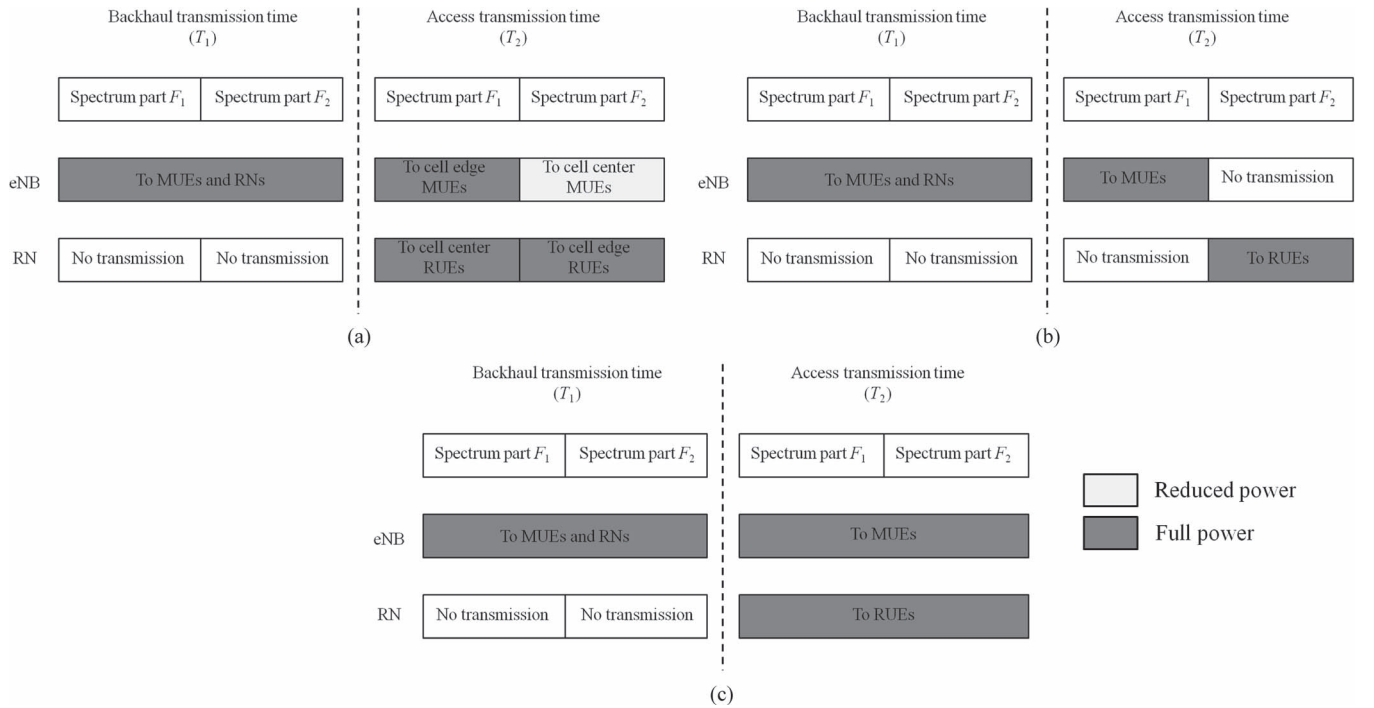 Backhaul transmission time
(T1)
Access transmission time
(T2)
Spectrum part F1
Spectrum part F2
Spectrum part F1
Spectrum part F2
eNB
To MUEs and RNs
To cell edge
MUEs
To cell center
MUEs
RN
No transmission
No transmission
To cell center
RUEs
To cell edge
RUEs
(a)
Backhaul transmission time
(T1)
Access transmission time
(T2)
Spectrum part F1
Spectrum part F2
Spectrum part F1
Spectrum part F2
eNB
To MUEs and RNs
To MUEs
No transmission
RN
No transmission
No transmission
No transmission
To RUEs
(b)
Backhaul transmission time
(T1)
Access transmission time
(T2)
Spectrum part F1
Spectrum part F2
Spectrum part F1
Spectrum part F2
eNB
To MUEs and RNs
To MUEs
RN
No transmission
No transmission
To RUEs
Reduced power
Full power
(c)